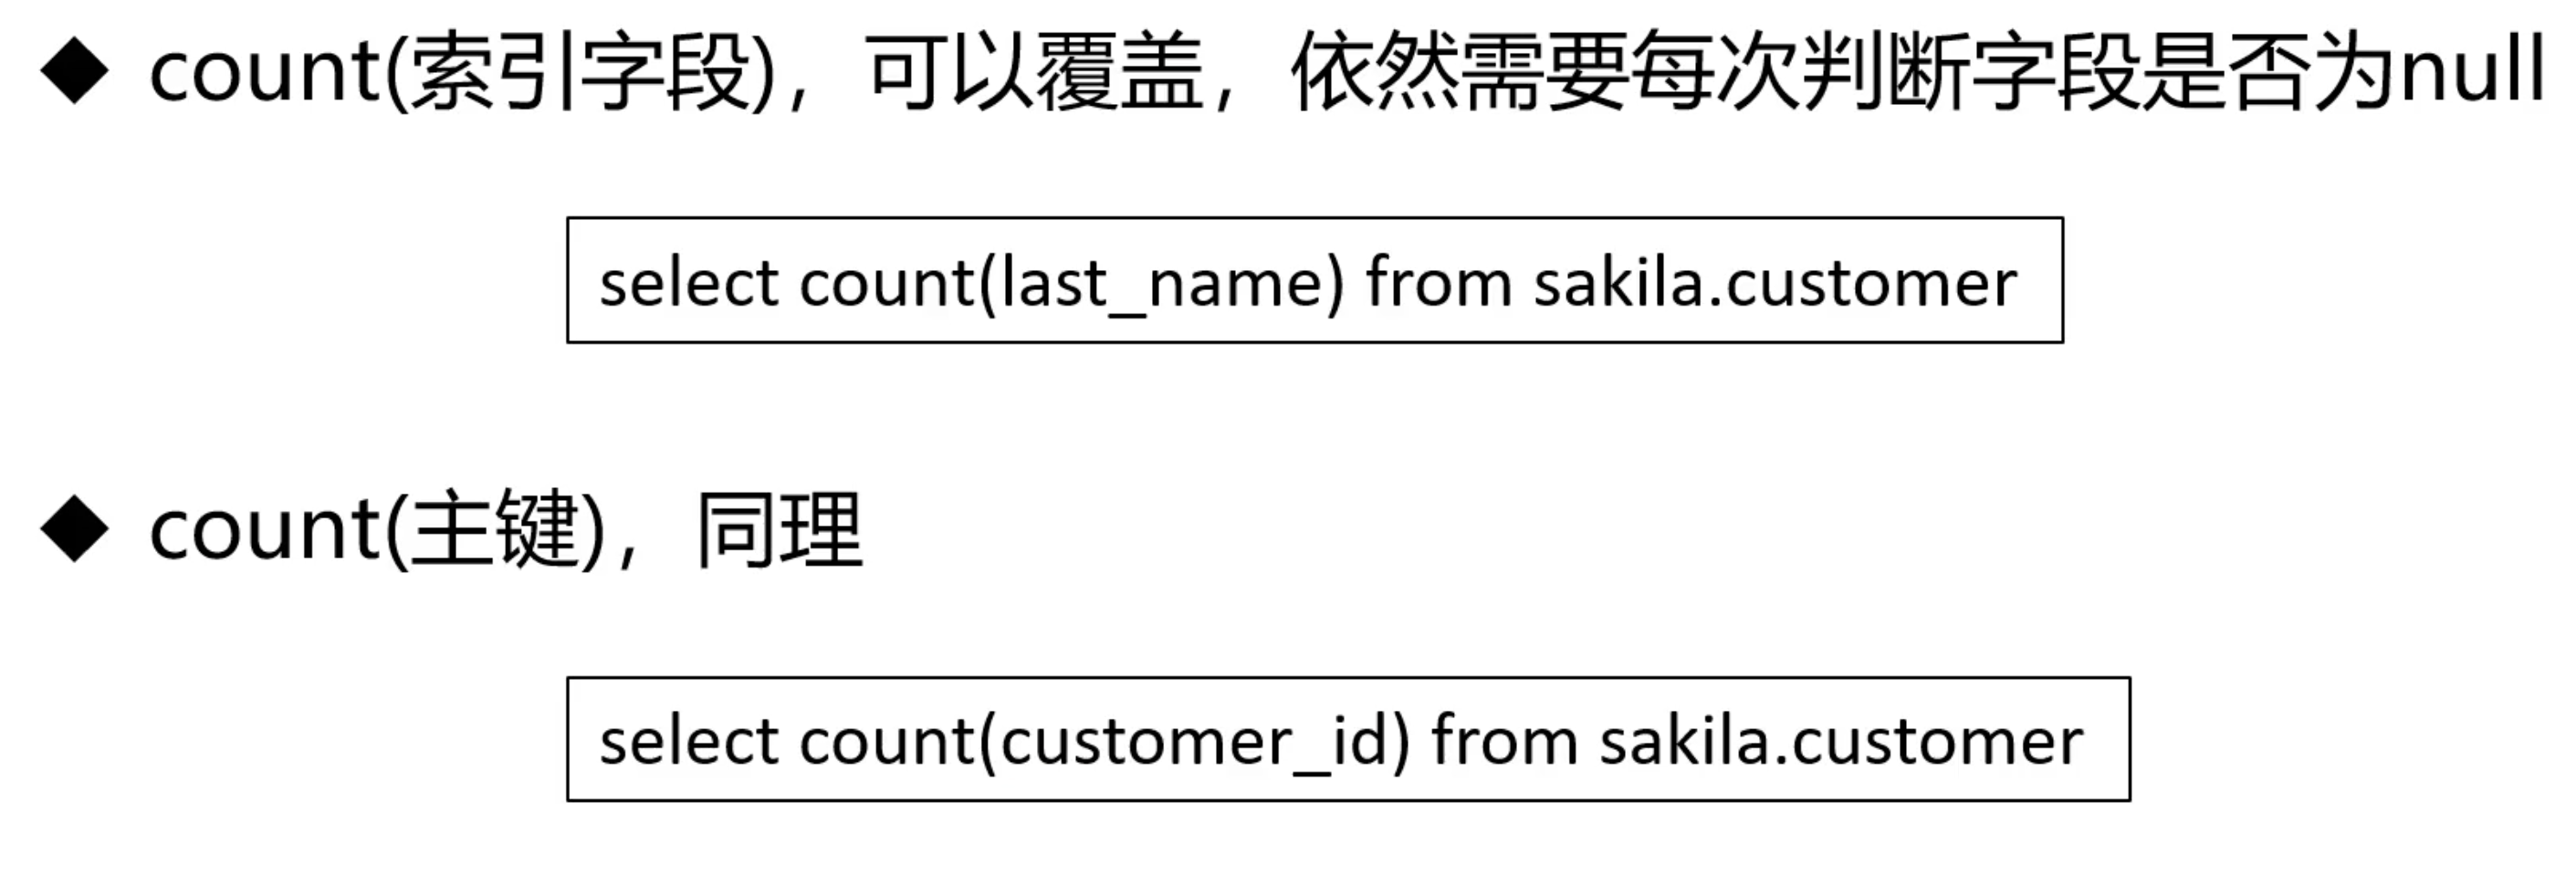 ◆ count(索引字段)，可以覆盖，依然需要每次判断字段是否为null
select count(last_name) from sakila.customer
◆ count(主键)，同理
select count(customer_id) from sakila.customer